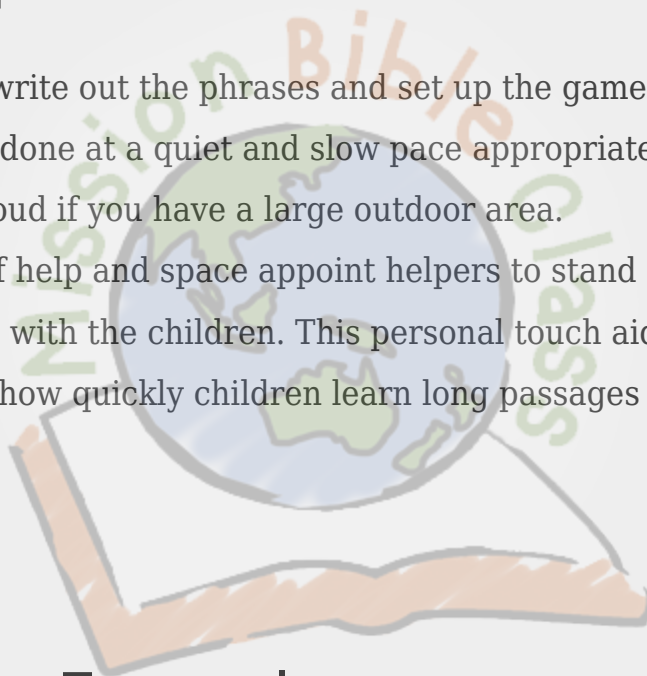 write out the phrases and set up the game
done at a quiet and slow pace appropriate
oud if you have a large outdoor area.
f help and space appoint helpers to stand
with the children. This personal touch aid
how quickly children learn long passages
Mission Bible Class